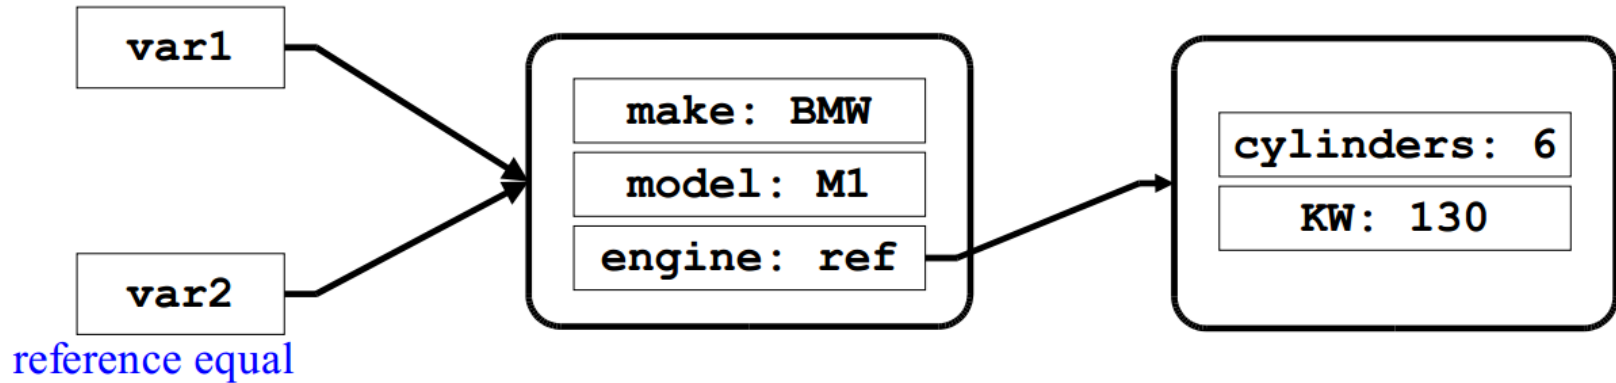 var1
make: BMW
model: M1
engine: ref
cylinders: 6
KW: 130
var2
reference equal